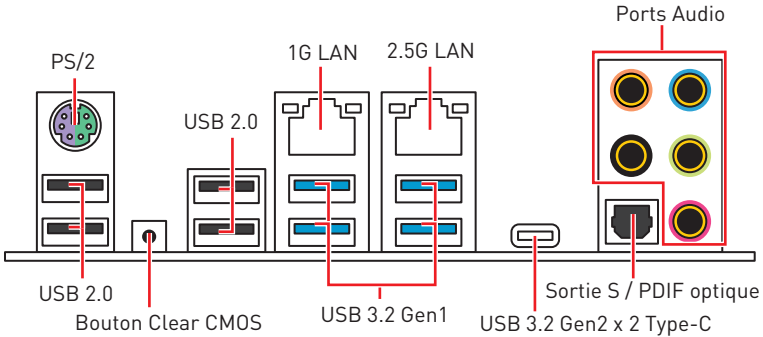 Ports Audio
PS/2
1G LAN
2.5G LAN
USB 2.0
USB 2.0
Bouton Clear CMOS
USB 3.2 Gen1
USB 3.2 Gen2 x 2 Type-C
Sortie S / PDIF optique